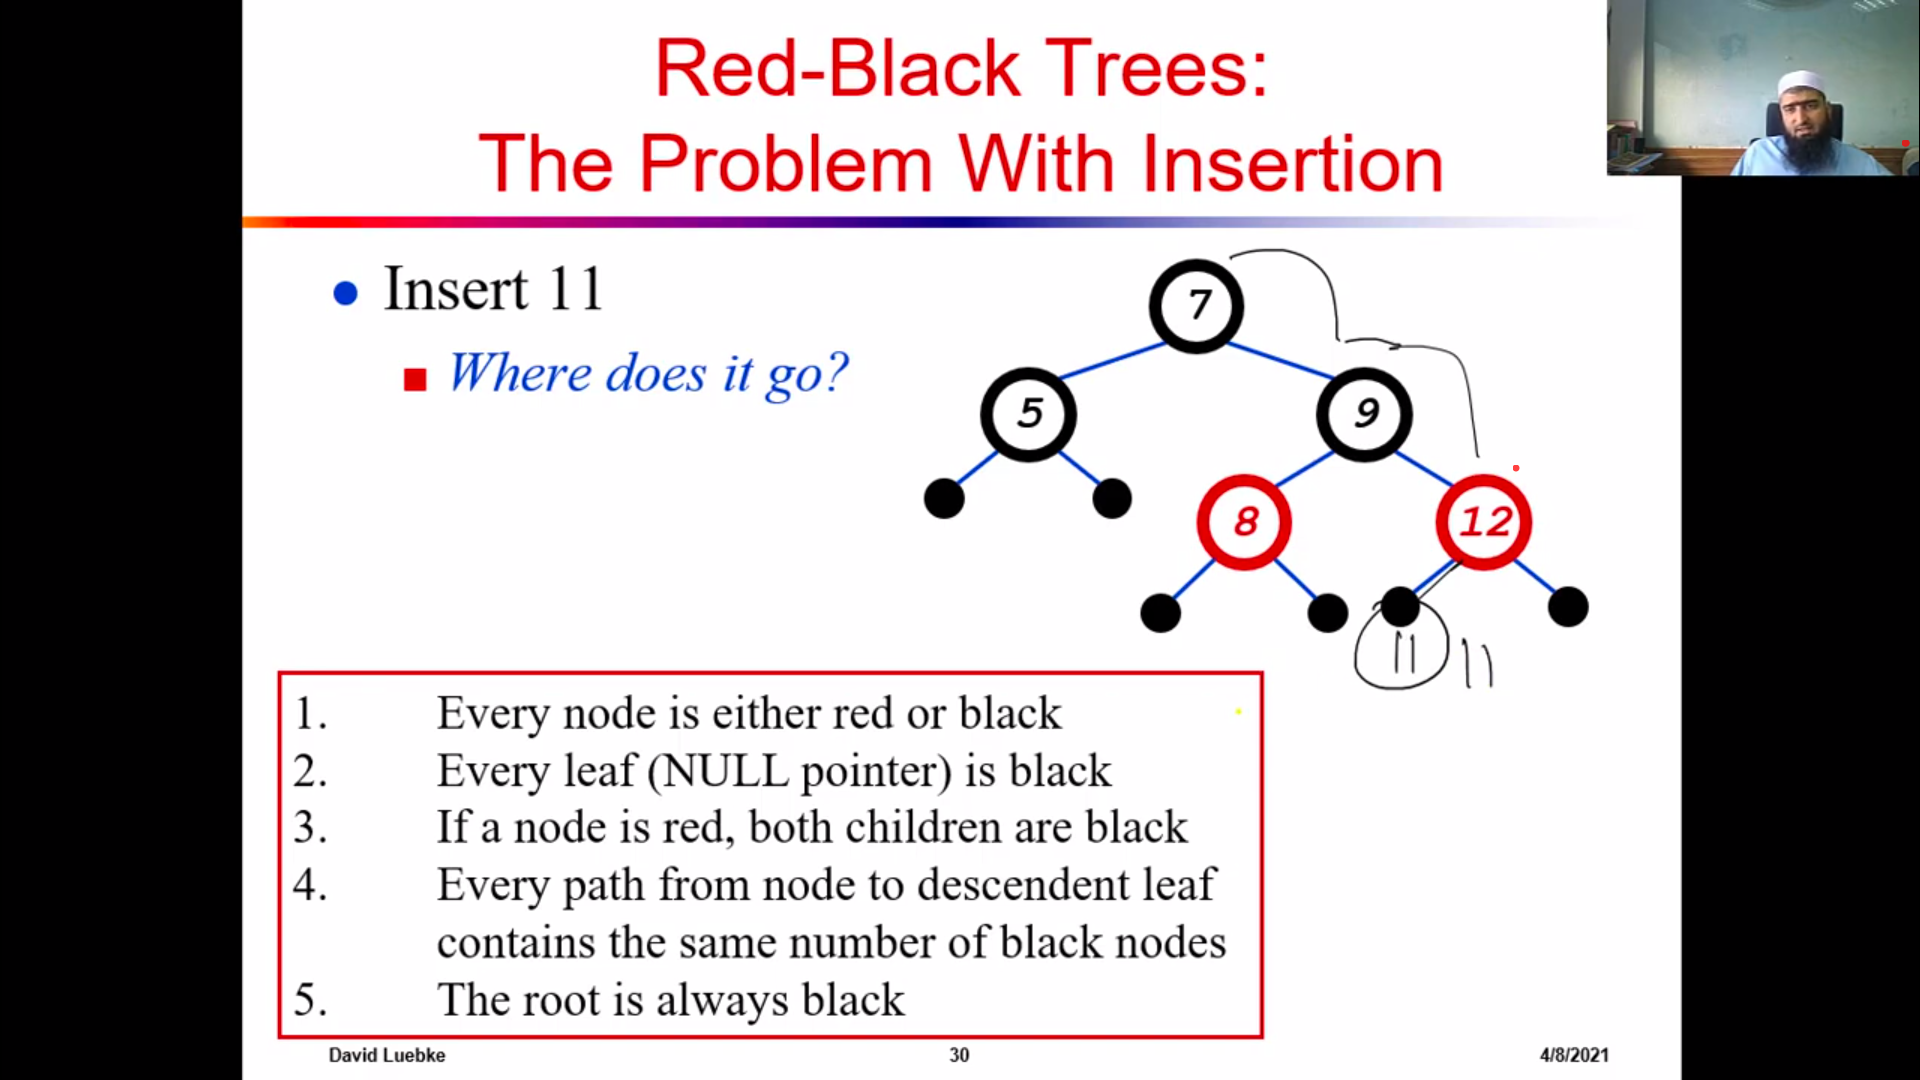 Red-Black Trees:
The Problem With Insertion
Insert 11
Where does it go?
7
5
9
8
12
11
11
1. Every node is either red or black
2. Every leaf (NULL pointer) is black
3. If a node is red, both children are black
4. Every path from node to descendent leaf
contains the same number of black nodes
5. The root is always black
David Luebke
30
4/8/2021